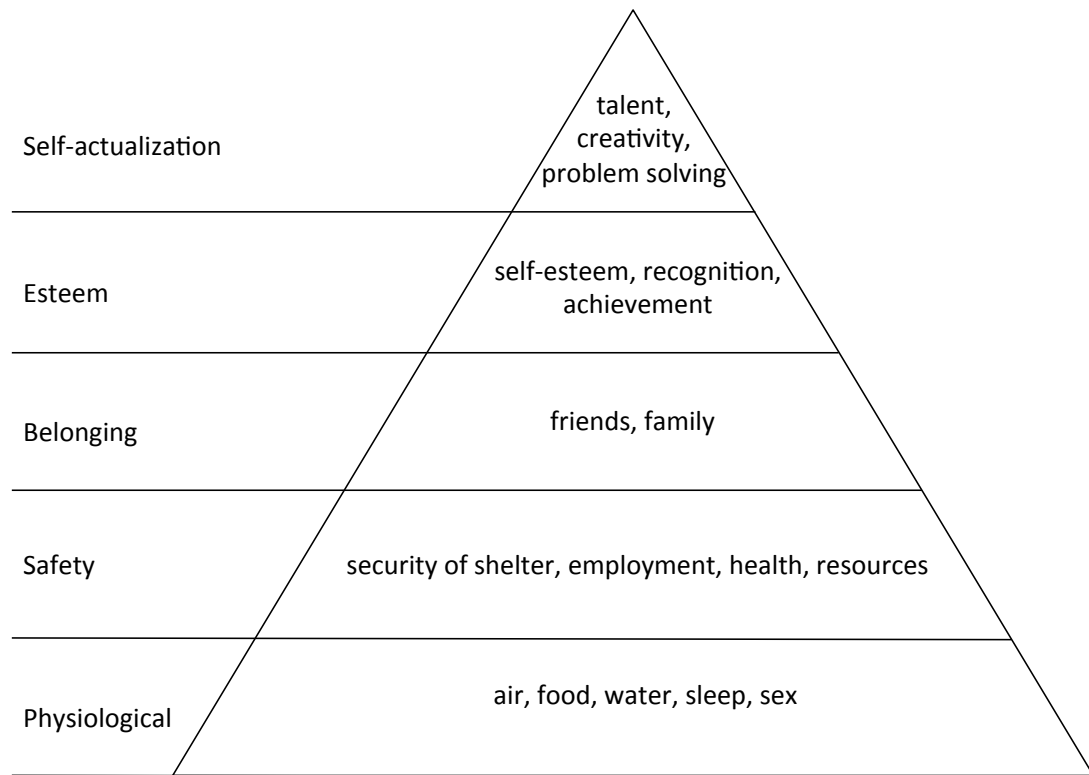 talent,
creativity,
problem solving
Self-actualization
self-esteem, recognition,
achievement
Esteem
friends, family
Belonging
security of shelter, employment, health, resources
Safety
air, food, water, sleep, sex
Physiological